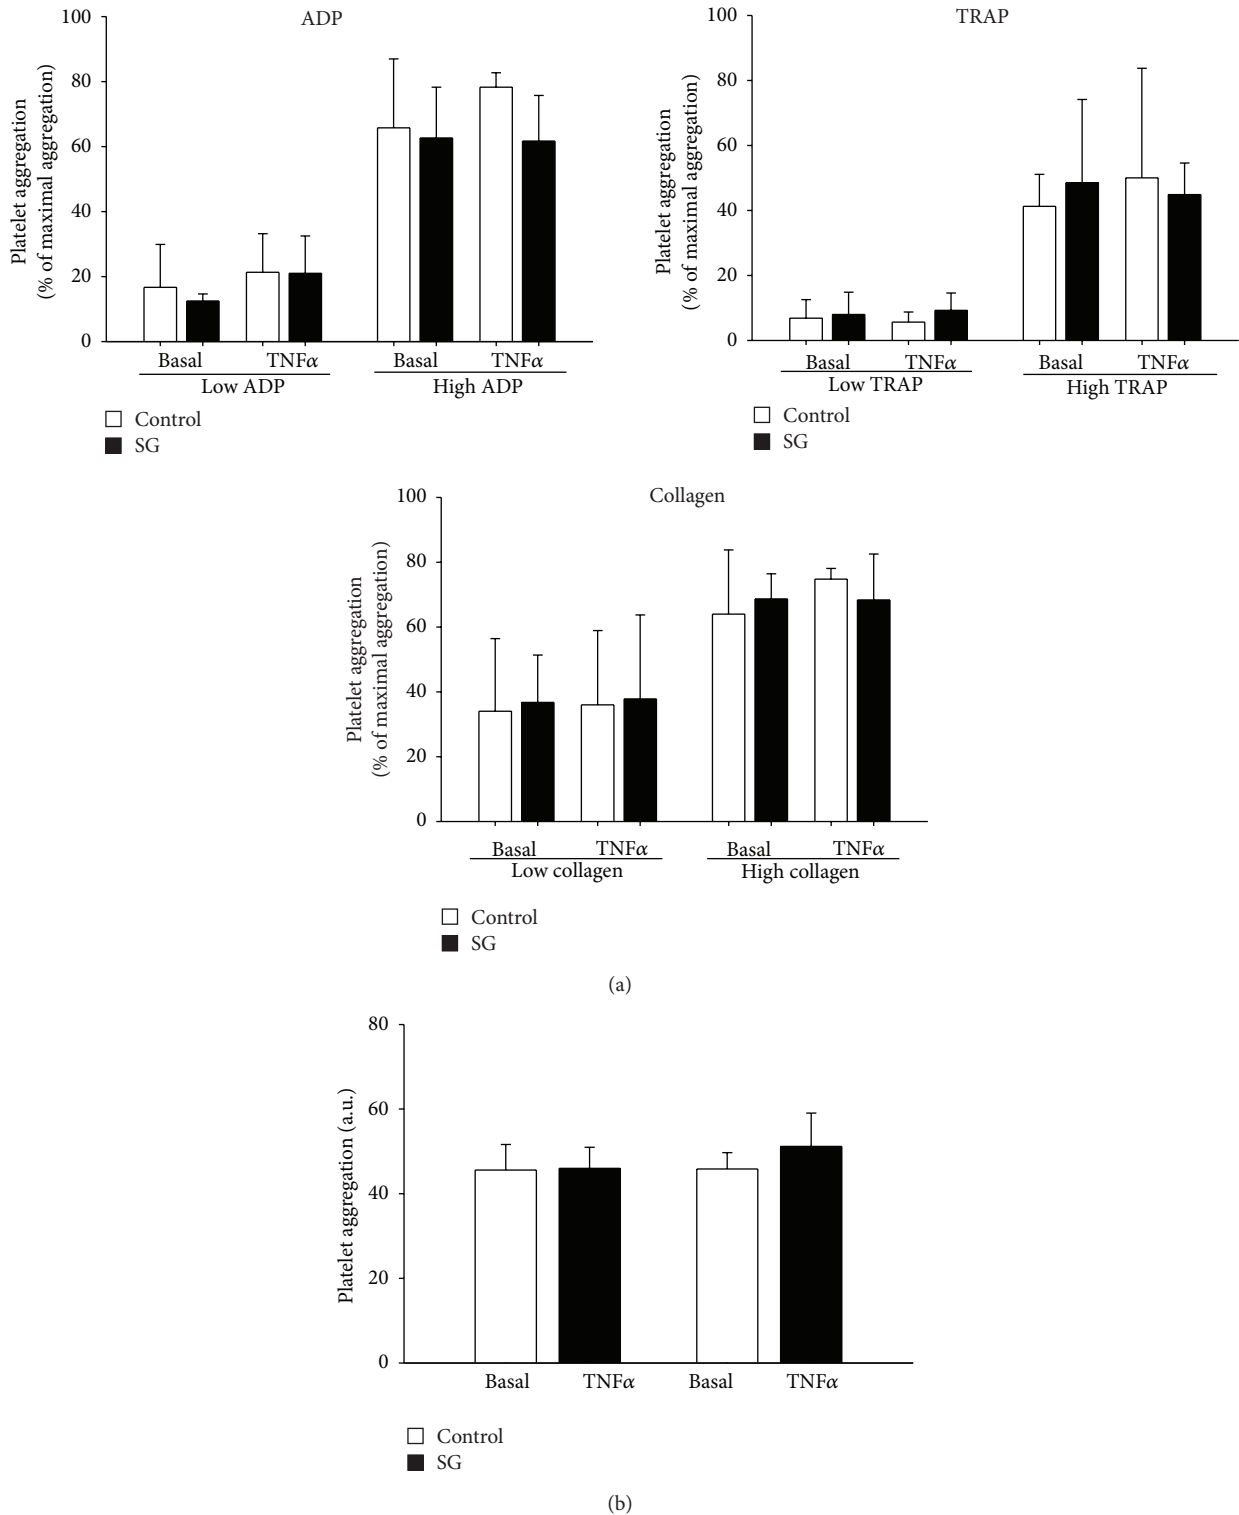 ADP
Platelet aggregation
(% of maximal aggregation)
100
80
60
40
20
0
Basal TNFα Basal TNFα
Low ADP High ADP
Control
SG
TRAP
Platelet aggregation
(% of maximal aggregation)
100
80
60
40
20
0
Basal TNFα Basal TNFα
Low TRAP High TRAP
Control
SG
Collagen
Platelet aggregation
(% of maximal aggregation)
100
80
60
40
20
0
Basal TNFα Basal TNFα
Low collagen High collagen
Control
SG
(a)
Platelet aggregation (a.u.)
80
60
40
20
0
Basal TNFα Basal TNFα
Control
SG
(b)